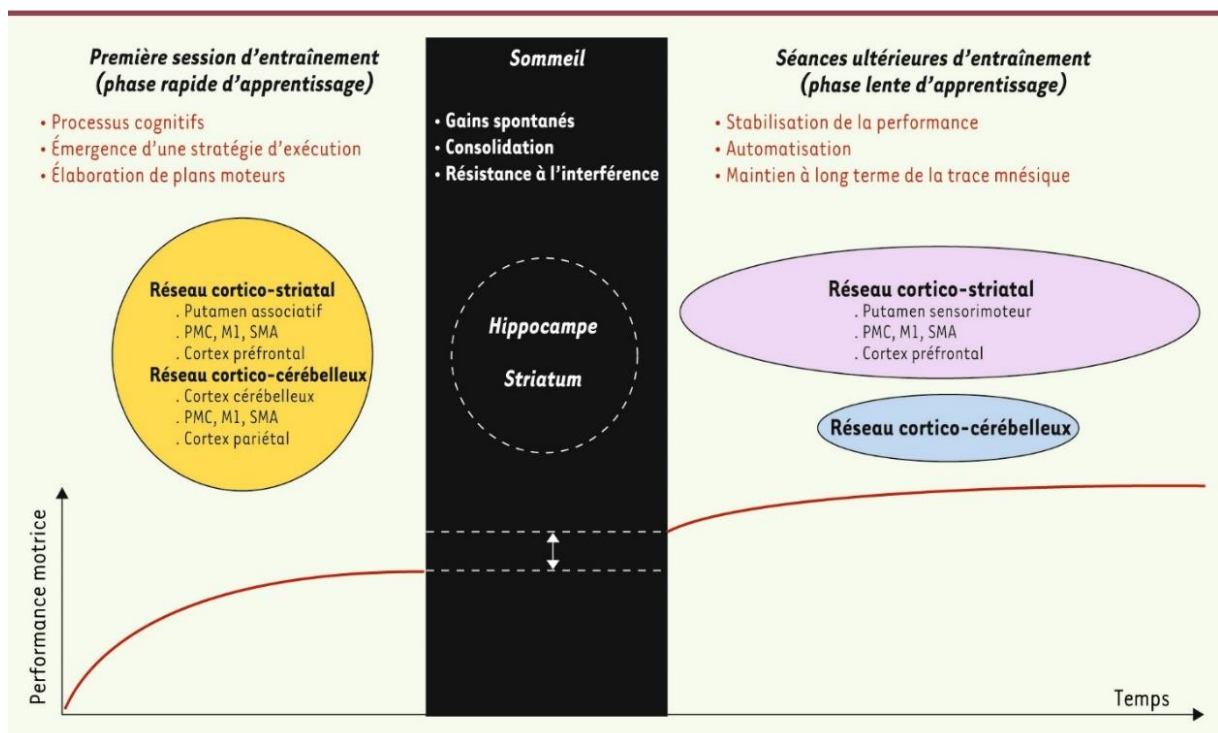 Première session d'entraînement
(phase rapide d'apprentissage)
• Processus cognitifs
• Émergence d'une stratégie d'exécution
• Élaboration de plans moteurs
Sommeil
• Gains spontanés
• Consolidation
• Résistance à l'interférence
Séances ultérieures d'entraînement
(phase lente d'apprentissage)
• Stabilisation de la performance
• Automatisation
• Maintien à long terme de la trace mnésique
Réseau cortico-striatal
. Putamen associatif
. PMC, M1, SMA
. Cortex préfrontal
Réseau cortico-cérébelleux
. Cortex cérébelleux
. PMC, M1, SMA
. Cortex pariétal
Hippocampe
Striatum
Réseau cortico-striatal
. Putamen sensorimoteur
. PMC, M1, SMA
. Cortex préfrontal
Réseau cortico-cérébelleux
Performance motrice
Temps